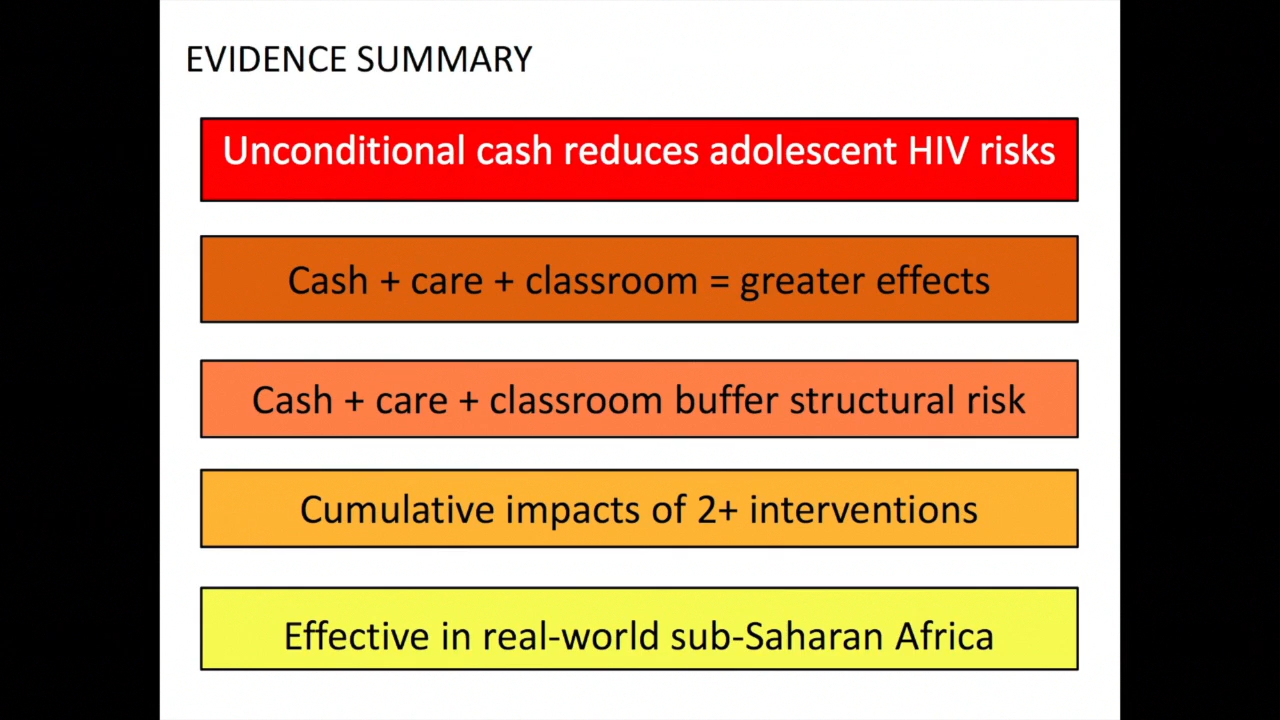 EVIDENCE SUMMARY
Unconditional cash reduces adolescent HIV risks
Cash + care + classroom = greater effects
Cash + care + classroom buffer structural risk
Cumulative impacts of 2+ interventions
Effective in real-world sub-Saharan Africa